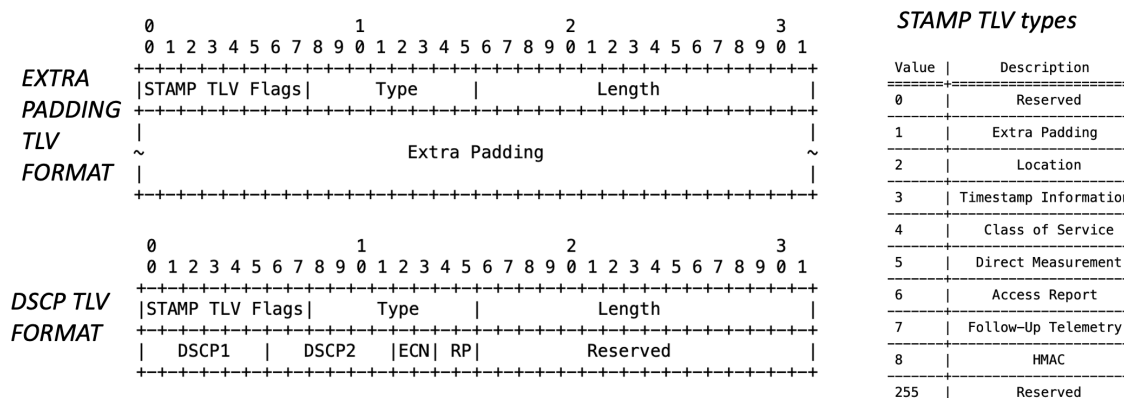 EXTRA
PADDING
TLV
FORMAT
0                   1                   2                   3
0 1 2 3 4 5 6 7 8 9 0 1 2 3 4 5 6 7 8 9 0 1 2 3 4 5 6 7 8 9 0 1
+-+-+-+-+-+-+-+-+-+-+-+-+-+-+-+-+-+-+-+-+-+-+-+-+-+-+-+-+-+-+-+-+
|STAMP TLV Flags|     Type      |           Length              |
+-+-+-+-+-+-+-+-+-+-+-+-+-+-+-+-+-+-+-+-+-+-+-+-+-+-+-+-+-+-+-+-+
|                                                               |
~                         Extra Padding                         ~
|                                                               |
+-+-+-+-+-+-+-+-+-+-+-+-+-+-+-+-+-+-+-+-+-+-+-+-+-+-+-+-+-+-+-+-+
DSCP TLV
FORMAT
0                   1                   2                   3
0 1 2 3 4 5 6 7 8 9 0 1 2 3 4 5 6 7 8 9 0 1 2 3 4 5 6 7 8 9 0 1
+-+-+-+-+-+-+-+-+-+-+-+-+-+-+-+-+-+-+-+-+-+-+-+-+-+-+-+-+-+-+-+-+
|STAMP TLV Flags|     Type      |           Length              |
+-+-+-+-+-+-+-+-+-+-+-+-+-+-+-+-+-+-+-+-+-+-+-+-+-+-+-+-+-+-+-+-+
|   DSCP1   |   DSCP2   |ECN| RP|          Reserved             |
+-+-+-+-+-+-+-+-+-+-+-+-+-+-+-+-+-+-+-+-+-+-+-+-+-+-+-+-+-+-+-+-+
STAMP TLV types
Value | Description
0 | Reserved
1 | Extra Padding
2 | Location
3 | Timestamp Information
4 | Class of Service
5 | Direct Measurement
6 | Access Report
7 | Follow-Up Telemetry
8 | HMAC
255 | Reserved